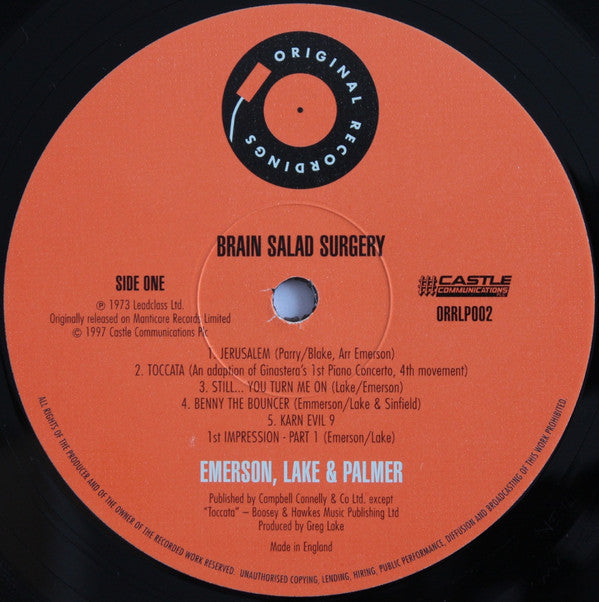 ORIGINAL RECORDINGS
BRAIN SALAD SURGERY
SIDE ONE
℗ 1973 Leadclass Ltd.
Originally released on Manticore Records Limited
© 1997 Castle Communications Plc
CASTLE
COMMUNICATIONS
PLC
ORRLP002
1. JERUSALEM (Parry/Blake, Arr Emerson)
2. TOCCATA (An adaption of Ginastera's 1st Piano Concerto, 4th movement)
3. STILL... YOU TURN ME ON (Lake/Emerson)
4. BENNY THE BOUNCER (Emmerson/Lake & Sinfield)
5. KARN EVIL 9
1st IMPRESSION - PART 1 (Emerson/Lake)
EMERSON, LAKE & PALMER
Published by Campbell Connelly & Co Ltd. except
"Toccata" – Boosey & Hawkes Music Publishing Ltd
Produced by Greg Lake
Made in England
ALL RIGHTS OF THE PRODUCER AND OF THE OWNER OF THE RECORDED WORK RESERVED. UNAUTHORISED COPYING, LENDING, HIRING, PUBLIC PERFORMANCE, DIFFUSION AND BROADCASTING OF THIS WORK PROHIBITED.